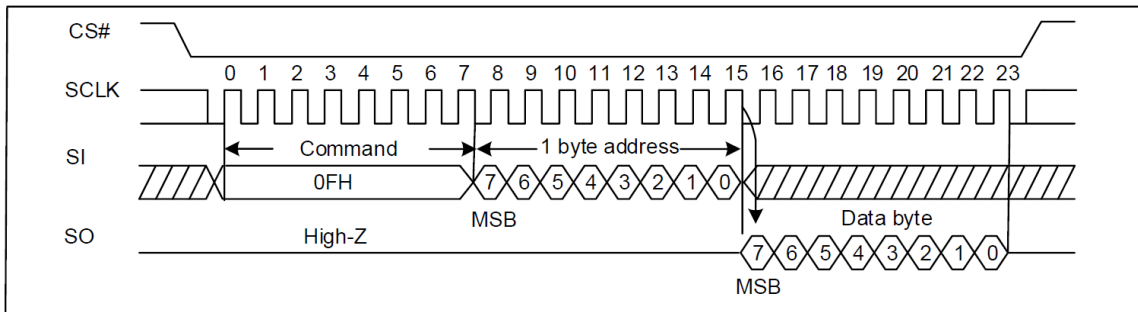 CS#
0 1 2 3 4 5 6 7 8 9 10 11 12 13 14 15 16 17 18 19 20 21 22 23
SCLK
Command 1 byte address
SI
0FH 7 6 5 4 3 2 1 0
MSB Data byte
SO High-Z
7 6 5 4 3 2 1 0
MSB